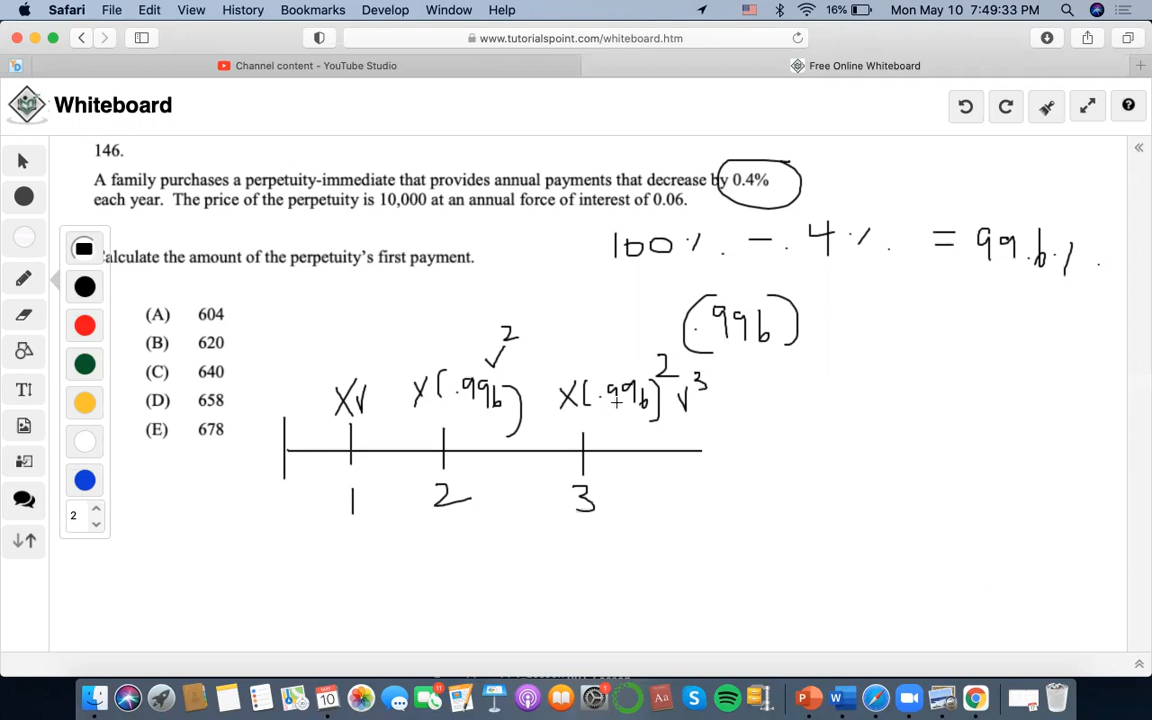 Safari File Edit View History Bookmarks Develop Window Help 16% Mon May 10 7:49:33 PM
www.tutorialspoint.com/whiteboard.htm
Channel content - YouTube Studio Free Online Whiteboard
Whiteboard
146.
A family purchases a perpetuity-immediate that provides annual payments that decrease by 0.4%
each year. The price of the perpetuity is 10,000 at an annual force of interest of 0.06.
100% - .4% = 99.6%
alculate the amount of the perpetuity's first payment.
(A) 604
(B) 620
(C) 640
(D) 658
(E) 678
(.996)
Xv X(.996)v² X(.996)²v³
1 2 3
2